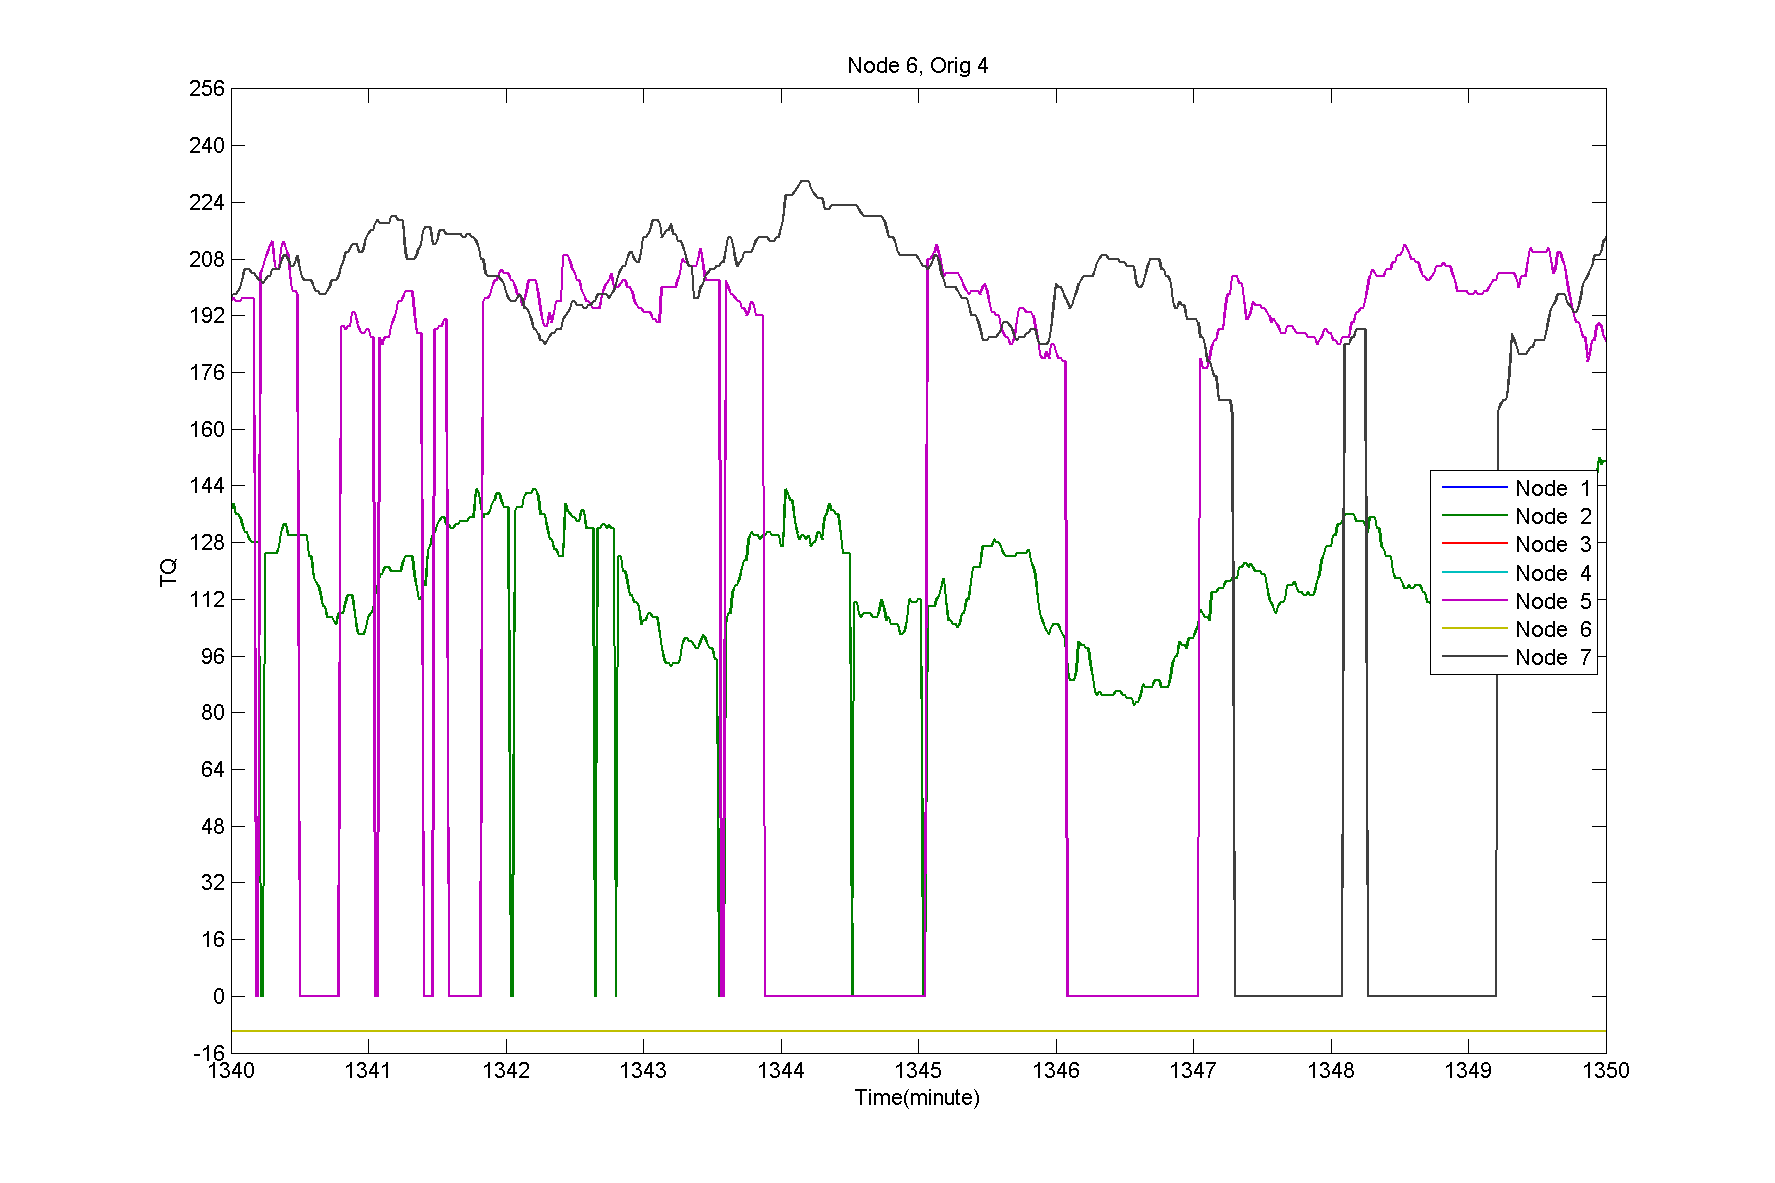 Node 6, Orig 4
256
240
224
208
192
176
160
144
128
112
96
80
64
48
32
16
0
-16
TQ
1340 1341 1342 1343 1344 1345 1346 1347 1348 1349 1350
Time(minute)
Node 1
Node 2
Node 3
Node 4
Node 5
Node 6
Node 7